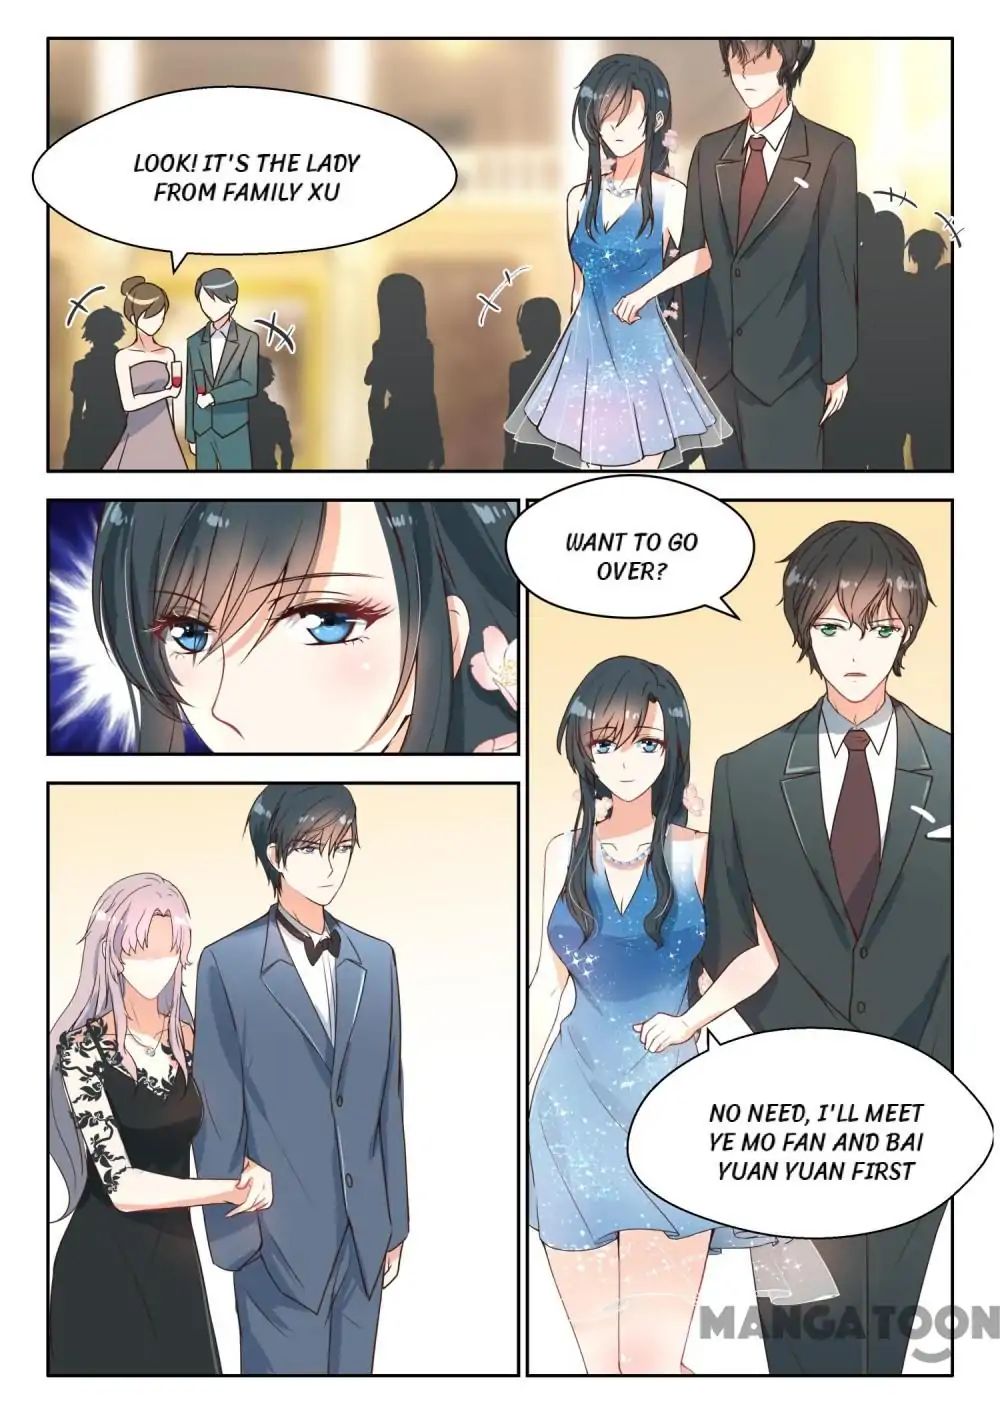 LOOK! IT'S THE LADY
FROM FAMILY XU
WANT TO GO
OVER?
NO NEED, I'LL MEET
YE MO FAN AND BAI
YUAN YUAN FIRST
MANGATOON